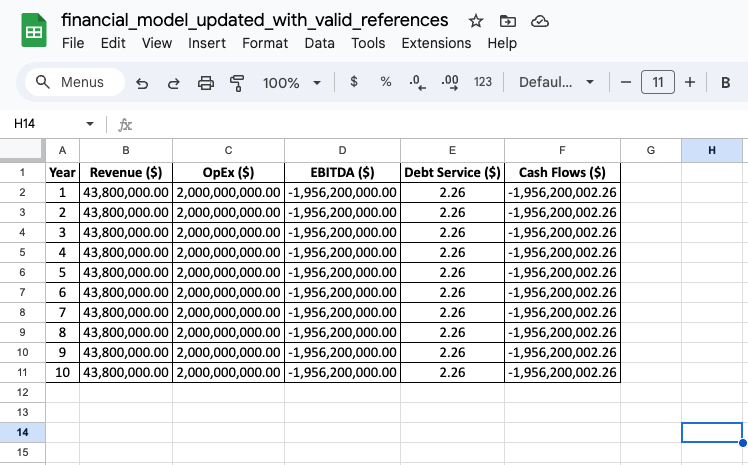 financial_model_updated_with_valid_references
File Edit View Insert Format Data Tools Extensions Help
Menus 100% $ % .0 .00 123 Defaul... − 11 + B
H14 fx
A B C D E F G H
1 Year Revenue ($) OpEx ($) EBITDA ($) Debt Service ($) Cash Flows ($)
2 1 43,800,000.00 2,000,000,000.00 -1,956,200,000.00 2.26 -1,956,200,002.26
3 2 43,800,000.00 2,000,000,000.00 -1,956,200,000.00 2.26 -1,956,200,002.26
4 3 43,800,000.00 2,000,000,000.00 -1,956,200,000.00 2.26 -1,956,200,002.26
5 4 43,800,000.00 2,000,000,000.00 -1,956,200,000.00 2.26 -1,956,200,002.26
6 5 43,800,000.00 2,000,000,000.00 -1,956,200,000.00 2.26 -1,956,200,002.26
7 6 43,800,000.00 2,000,000,000.00 -1,956,200,000.00 2.26 -1,956,200,002.26
8 7 43,800,000.00 2,000,000,000.00 -1,956,200,000.00 2.26 -1,956,200,002.26
9 8 43,800,000.00 2,000,000,000.00 -1,956,200,000.00 2.26 -1,956,200,002.26
10 9 43,800,000.00 2,000,000,000.00 -1,956,200,000.00 2.26 -1,956,200,002.26
11 10 43,800,000.00 2,000,000,000.00 -1,956,200,000.00 2.26 -1,956,200,002.26
12
13
14
15